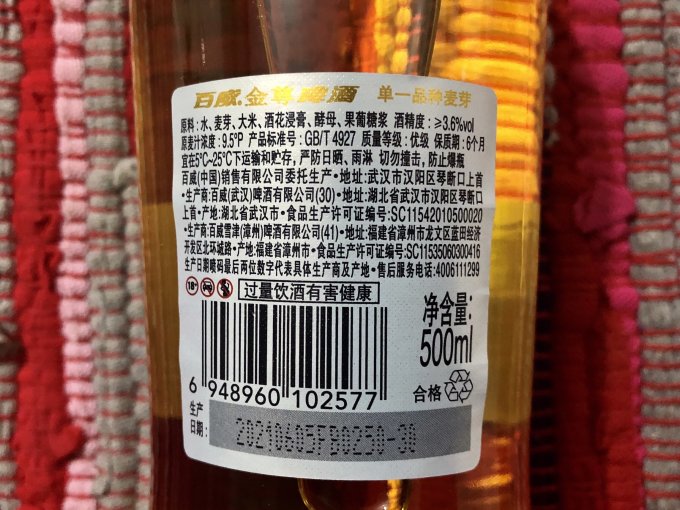 百威金尊啤酒 单一品种麦芽
原料：水、麦芽、大米、酒花浸膏、酵母、果葡糖浆 酒精度：≥3.6%vol
原麦汁浓度：9.5°P 产品标准号：GB/T 4927 质量等级：优级 保质期：6个月
宜在5°C~25°C下运输和贮存，严防日晒、雨淋 切勿撞击，防止爆瓶
百威(中国)销售有限公司委托生产·地址:武汉市汉阳区琴断口上首
·生产商:百威(武汉)啤酒有限公司(30)·地址:湖北省武汉市汉阳区琴断口
上首·产地:湖北省武汉市·食品生产许可证编号:SC11542010500020
·生产商:百威雪津(漳州)啤酒有限公司(41)·地址:福建省漳州市龙文区蓝田经济
开发区北环城路·产地:福建省漳州市·食品生产许可证编号:SC11535060300416
生产日期喷码最后两位数字代表具体生产商及产地·售后服务电话:4006111299
18+ 过量饮酒有害健康
净含量:
500ml
6 948960 102577
合格
生产
日期:
20210605FB0250-30